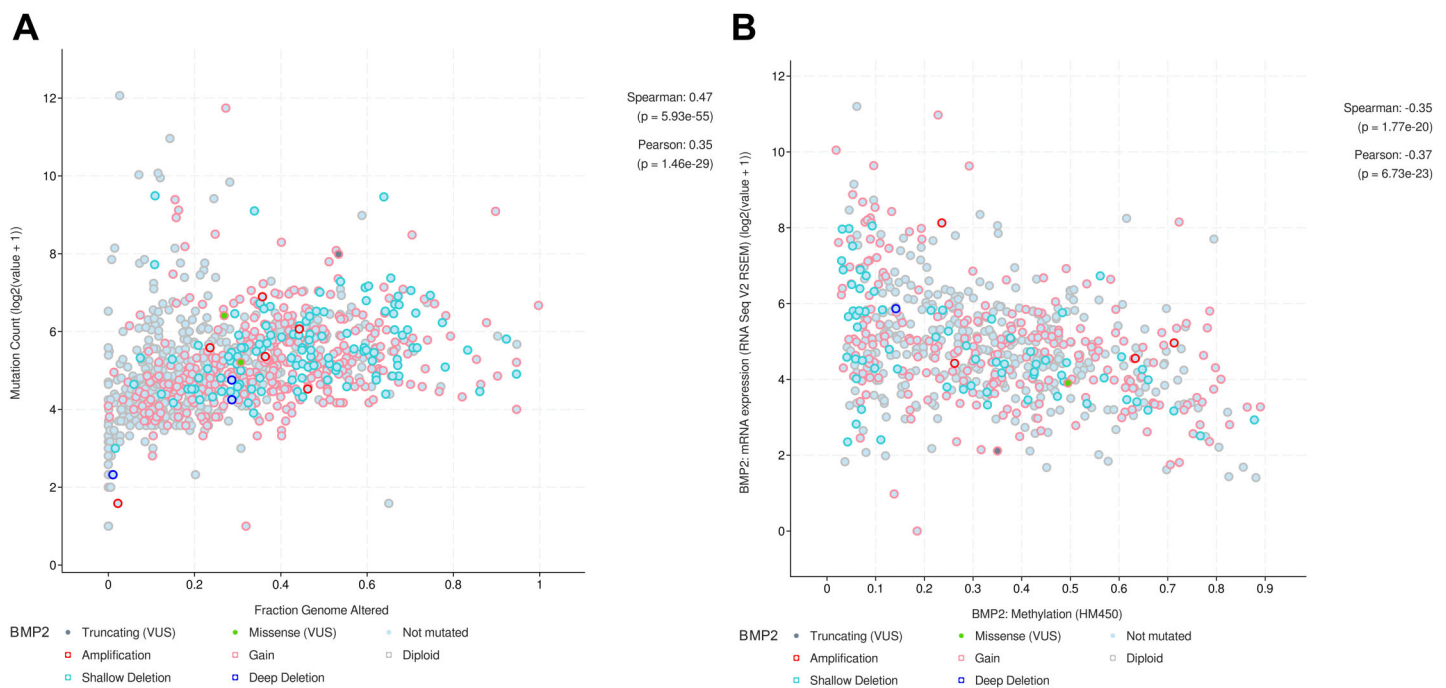 A
Mutation Count (log2(value + 1))
12
10
8
6
4
2
0
0
0.2
0.4
0.6
0.8
1
Fraction Genome Altered
Spearman: 0.47
(p = 5.93e-55)
Pearson: 0.35
(p = 1.46e-29)
BMP2
Truncating (VUS)
Missense (VUS)
Not mutated
Amplification
Gain
Diploid
Shallow Deletion
Deep Deletion
B
BMP2: mRNA expression (RNA Seq V2 RSEM) (log2(value + 1))
12
10
8
6
4
2
0
0
0.1
0.2
0.3
0.4
0.5
0.6
0.7
0.8
0.9
BMP2: Methylation (HM450)
Spearman: -0.35
(p = 1.77e-20)
Pearson: -0.37
(p = 6.73e-23)
BMP2
Truncating (VUS)
Missense (VUS)
Not mutated
Amplification
Gain
Diploid
Shallow Deletion
Deep Deletion